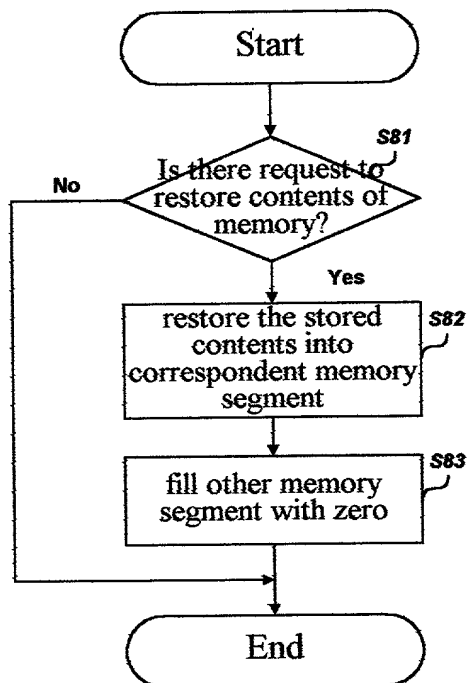 Start
S81
Is there request to
restore contents of
memory?
No
Yes
restore the stored
contents into
correspondent memory
segment
S82
fill other memory
segment with zero
S83
End